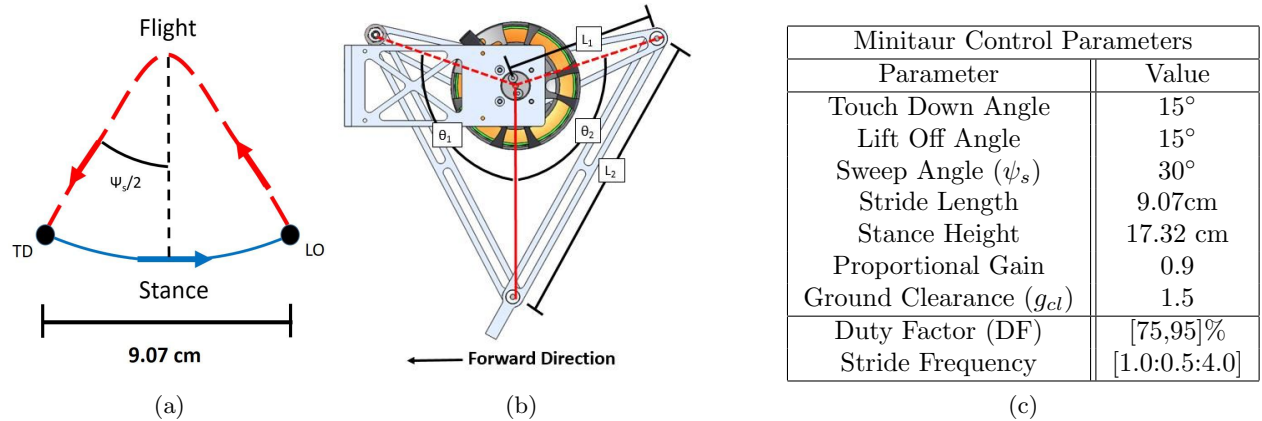 Flight
Ψs/2
TD
LO
Stance
9.07 cm
(a)
L1
θ1
θ2
L2
Forward Direction
(b)
Minitaur Control Parameters
Parameter Value
Touch Down Angle 15°
Lift Off Angle 15°
Sweep Angle (ψs) 30°
Stride Length 9.07cm
Stance Height 17.32 cm
Proportional Gain 0.9
Ground Clearance (gcl) 1.5
Duty Factor (DF) [75,95]%
Stride Frequency [1.0:0.5:4.0]
(c)